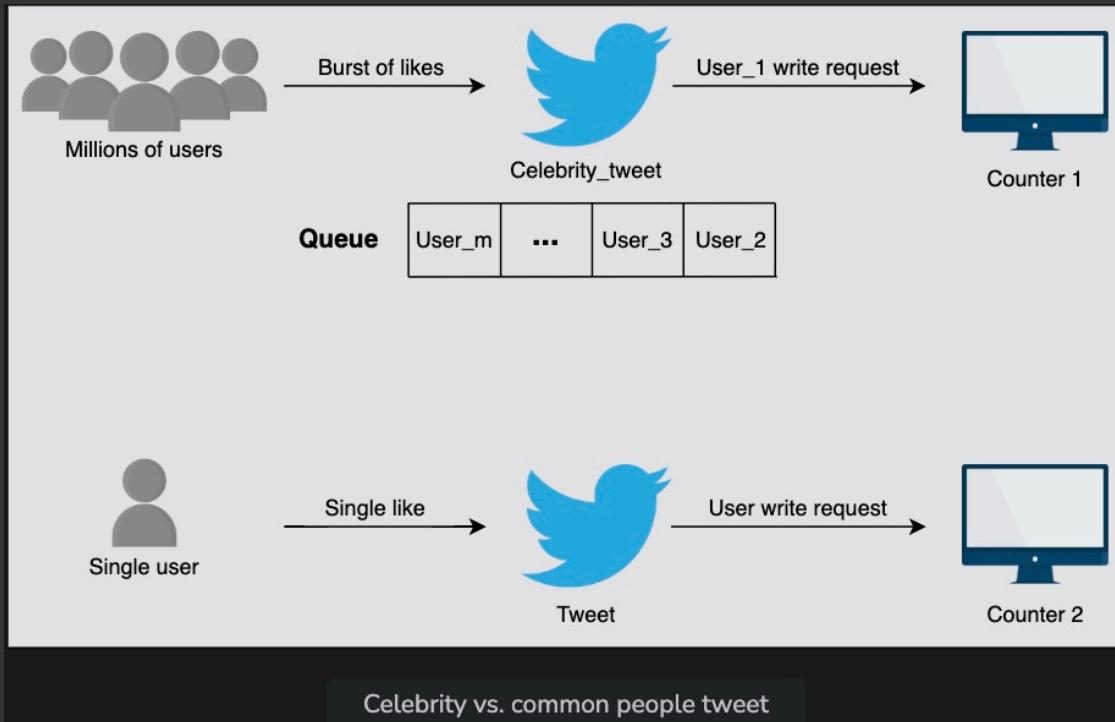 Burst of likes
User_1 write request
Millions of users
Celebrity_tweet
Counter 1
Queue User_m ... User_3 User_2
Single like
User write request
Single user
Tweet
Counter 2
Celebrity vs. common people tweet